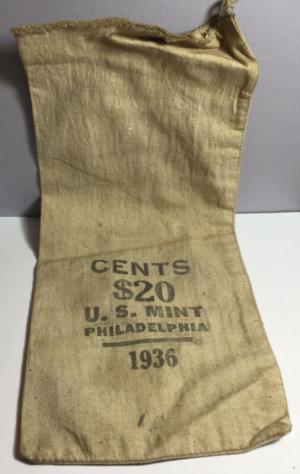 CENTS
$20
U. S. MINT
PHILADELPHIA
1936